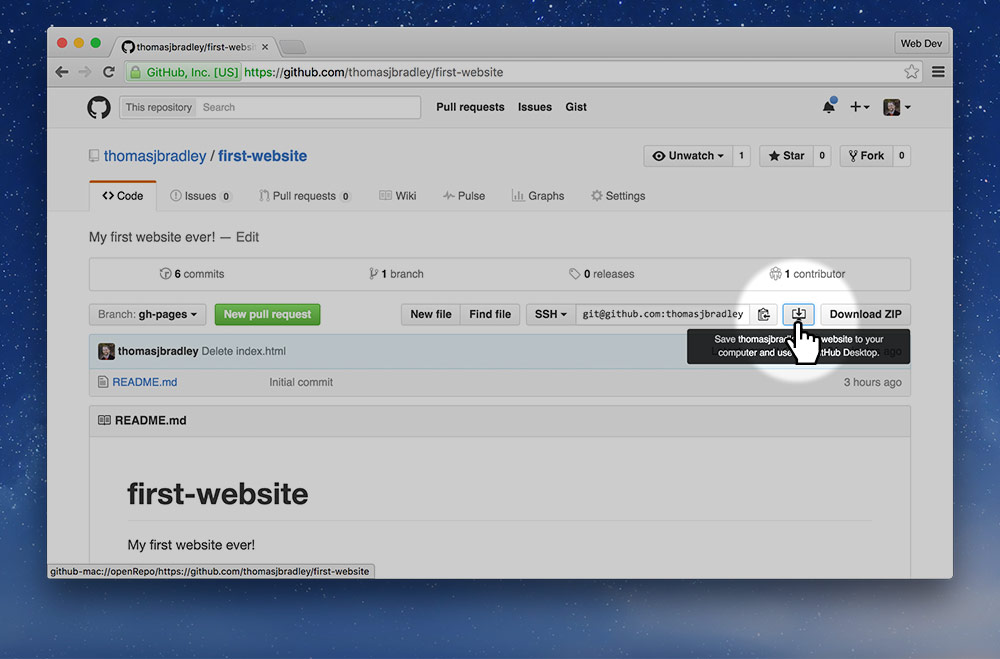 thomasjbradley/first-websi
Web Dev
GitHub, Inc. [US] https://github.com/thomasjbradley/first-website
This repository Search Pull requests Issues Gist
thomasjbradley / first-website
Unwatch 1 Star 0 Fork 0
Code Issues 0 Pull requests 0 Wiki Pulse Graphs Settings
My first website ever! — Edit
6 commits 1 branch 0 releases 1 contributor
Branch: gh-pages New pull request New file Find file SSH git@github.com:thomasjbradley Download ZIP
thomasjbradley Delete index.html
Save thomasjbrad website to your
computer and use Hub Desktop.
ago
README.md Initial commit 3 hours ago
README.md
first-website
My first website ever!
github-mac://openRepo/https://github.com/thomasjbradley/first-website